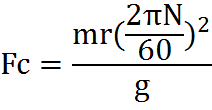 Fc = mr(2πN/60)²/g